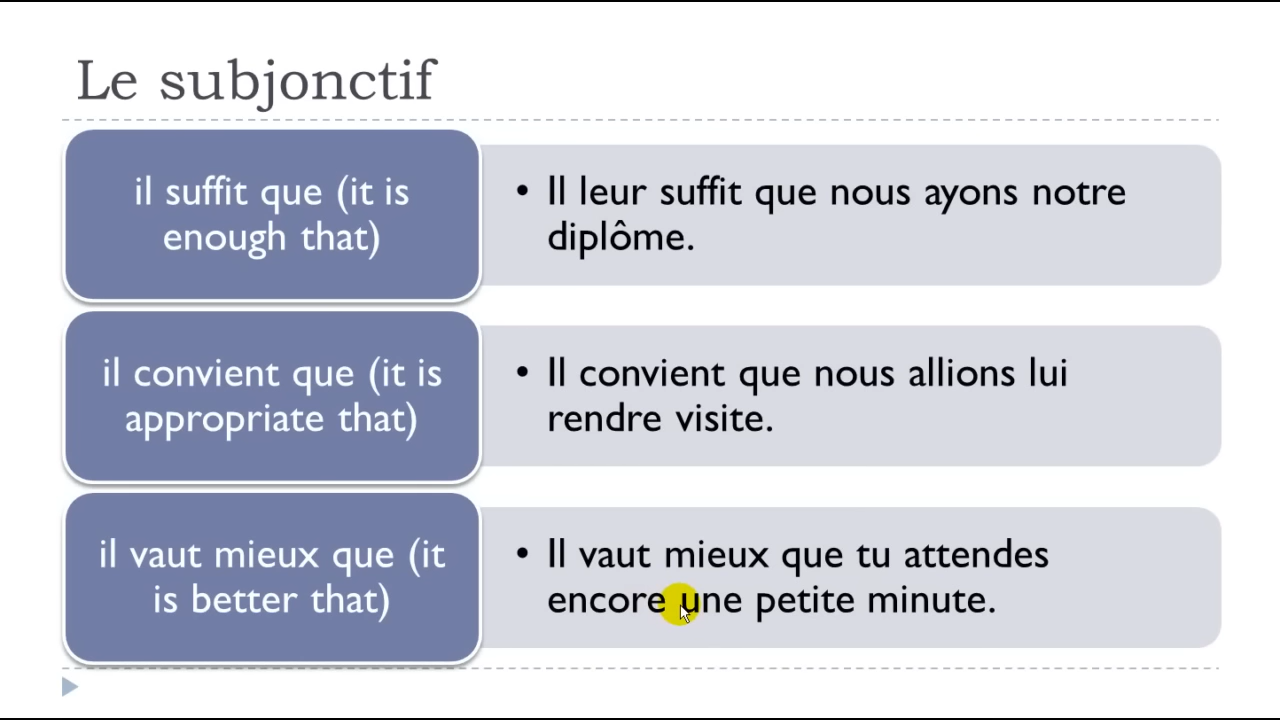 Le subjonctif
il suffit que (it is
enough that)
• Il leur suffit que nous ayons notre
diplôme.
il convient que (it is
appropriate that)
• Il convient que nous allions lui
rendre visite.
il vaut mieux que (it
is better that)
• Il vaut mieux que tu attendes
encore une petite minute.